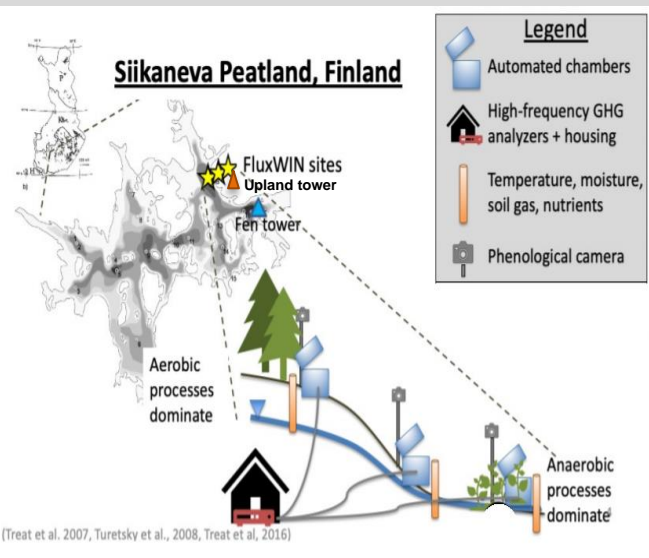 Siikaneva Peatland, Finland
FluxWIN sites
Upland tower
Fen tower
Legend
Automated chambers
High-frequency GHG
analyzers + housing
Temperature, moisture,
soil gas, nutrients
Phenological camera
Aerobic
processes
dominate
Anaerobic
processes
dominate
(Treat et al. 2007, Turetsky et al., 2008, Treat et al, 2016)